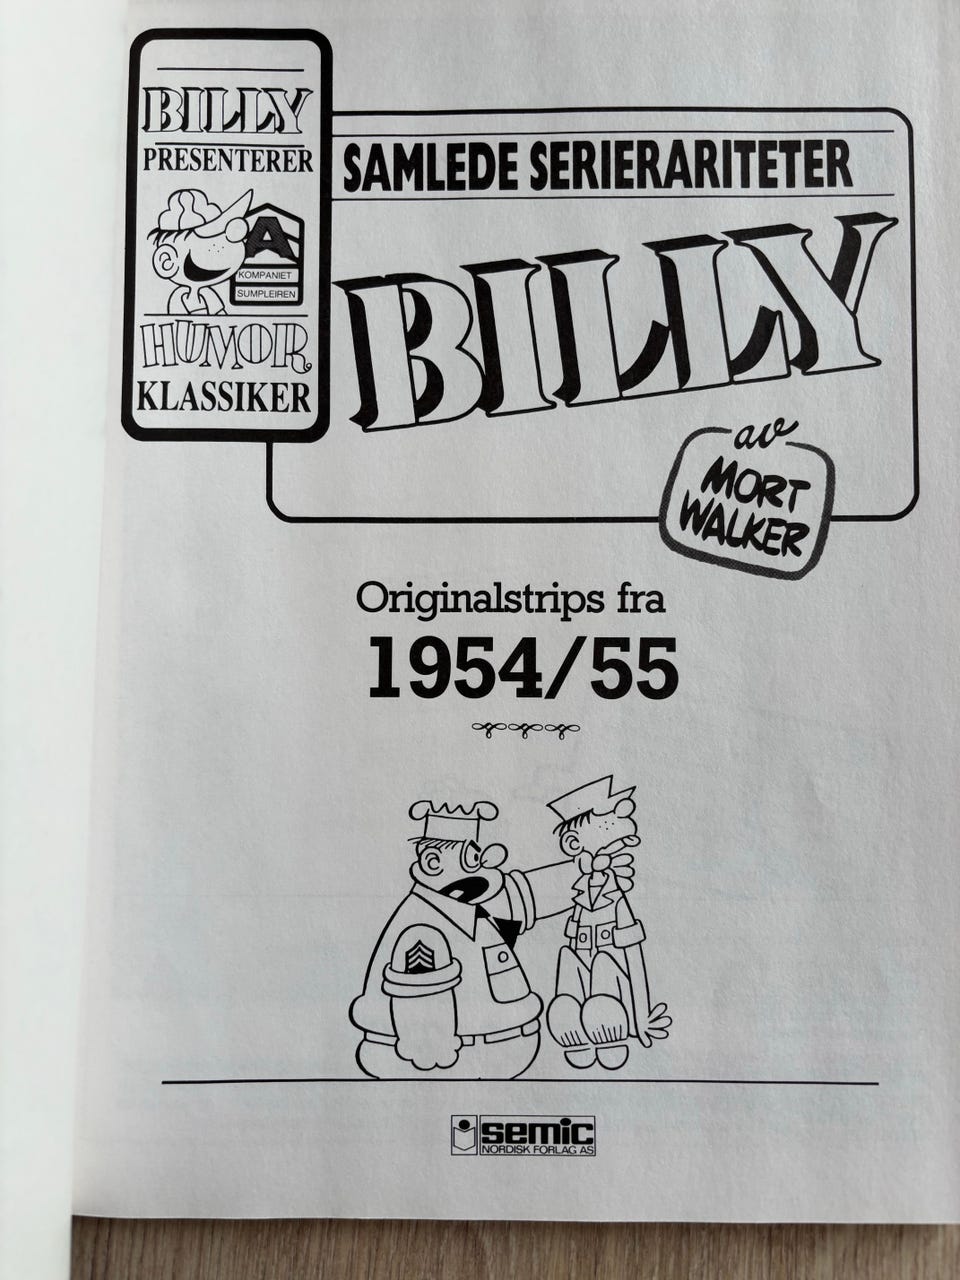 BILLY
PRESENTERER
A
KOMPANIET
SUMPLEIREN
HUMOR
KLASSIKER
SAMLEDE SERIERARITETER
BILLY
av
MORT
WALKER
Originalstrips fra
1954/55
semic
NORDISK FORLAG AS